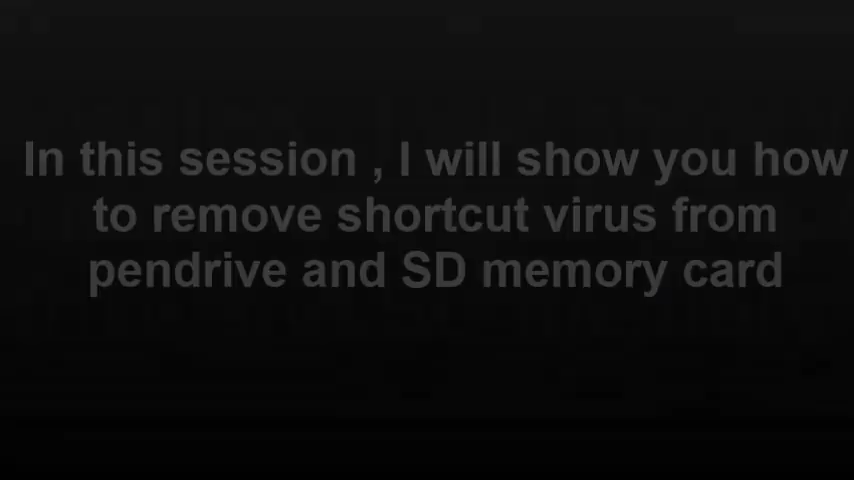 In this session , I will show you how
to remove shortcut virus from
pendrive and SD memory card